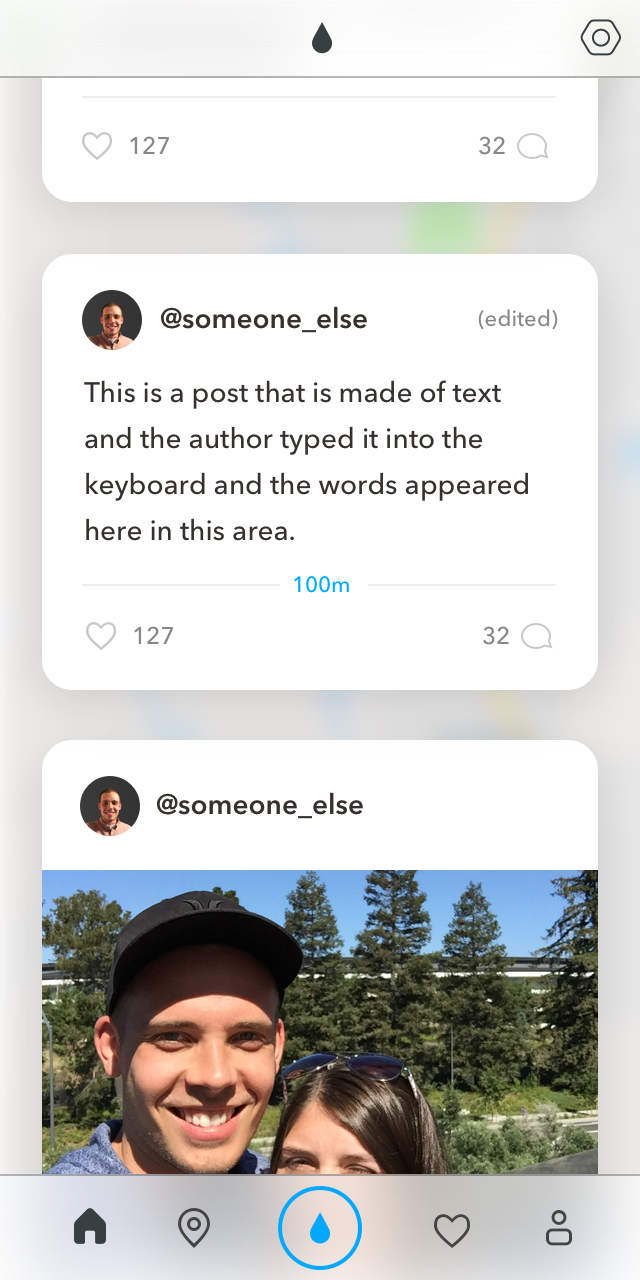 127
32
@someone_else
(edited)
This is a post that is made of text
and the author typed it into the
keyboard and the words appeared
here in this area.
100m
127
32
@someone_else